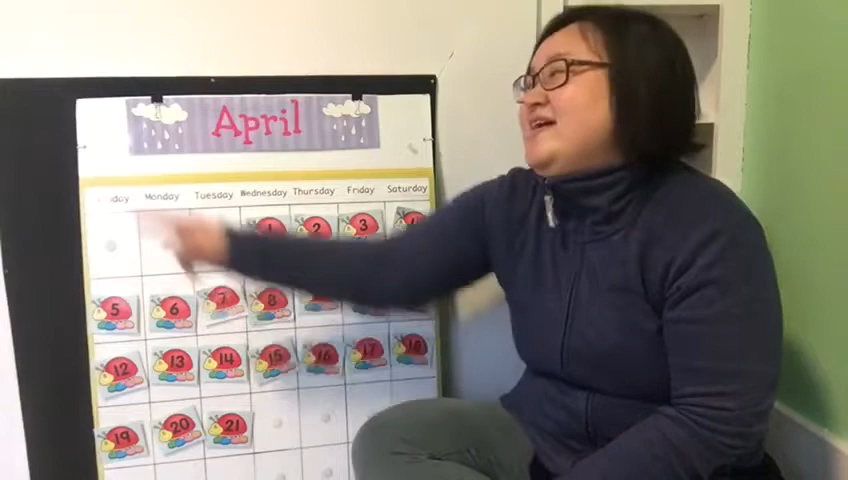 April
Monday Tuesday Wednesday Thursday Friday Saturday
1 2 3
5 6 7 8
12 13 14 15 16 17 18
19 20 21